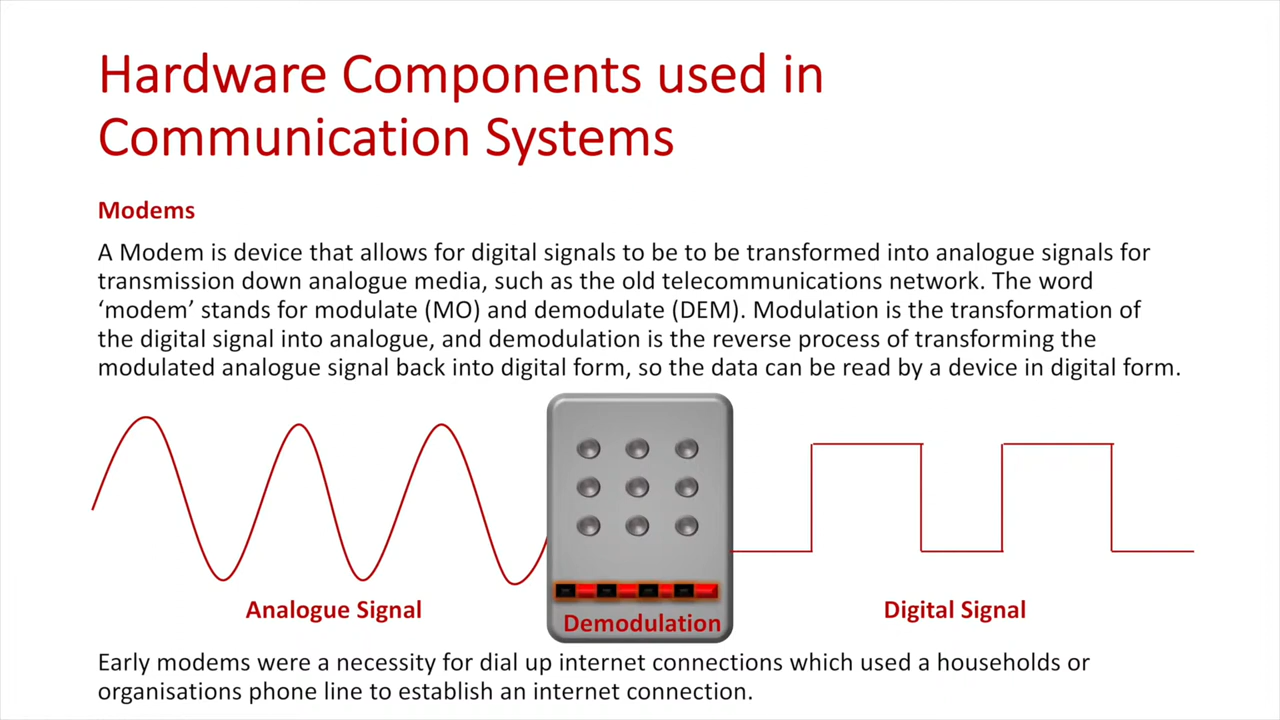 Hardware Components used in
Communication Systems
Modems
A Modem is device that allows for digital signals to be to be transformed into analogue signals for
transmission down analogue media, such as the old telecommunications network. The word
‘modem’ stands for modulate (MO) and demodulate (DEM). Modulation is the transformation of
the digital signal into analogue, and demodulation is the reverse process of transforming the
modulated analogue signal back into digital form, so the data can be read by a device in digital form.
Analogue Signal
Demodulation
Digital Signal
Early modems were a necessity for dial up internet connections which used a households or
organisations phone line to establish an internet connection.